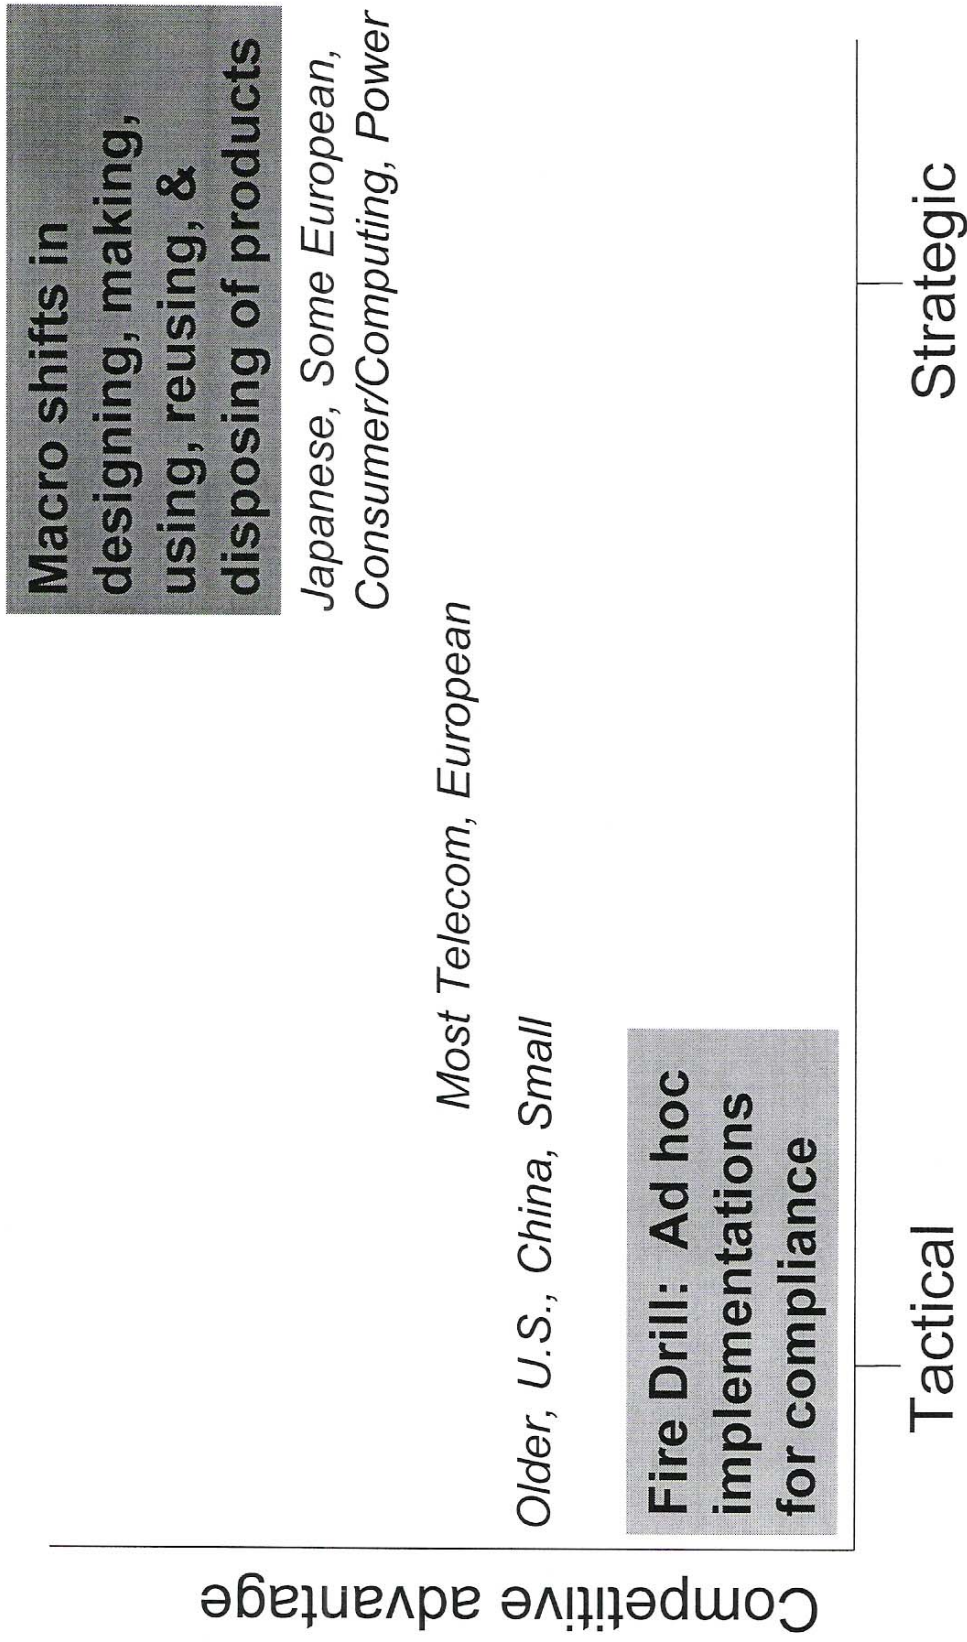 Macro shifts in
designing, making,
using, reusing, &
disposing of products
Japanese, Some European,
Consumer/Computing, Power
Most Telecom, European
Older, U.S., China, Small
Fire Drill: Ad hoc
implementations
for compliance
Competitive advantage
Tactical
Strategic